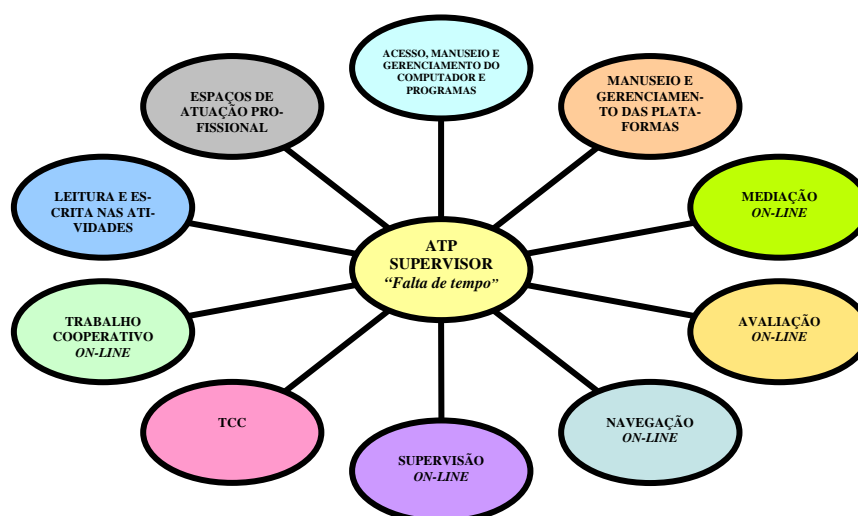 ACESSO, MANUSEIO E
GERENCIAMENTO DO
COMPUTADOR E
PROGRAMAS
MANUSEIO E
GERENCIAMEN-
TO DAS PLATA-
FORMAS
ESPAÇOS DE
ATUAÇÃO PRO-
FISSIONAL
LEITURA E ES-
CRITA NAS ATI-
VIDADES
MEDIAÇÃO
ON-LINE
ATP
SUPERVISOR
“Falta de tempo”
TRABALHO
COOPERATIVO
ON-LINE
AVALIAÇÃO
ON-LINE
TCC
NAVEGAÇÃO
ON-LINE
SUPERVISÃO
ON-LINE